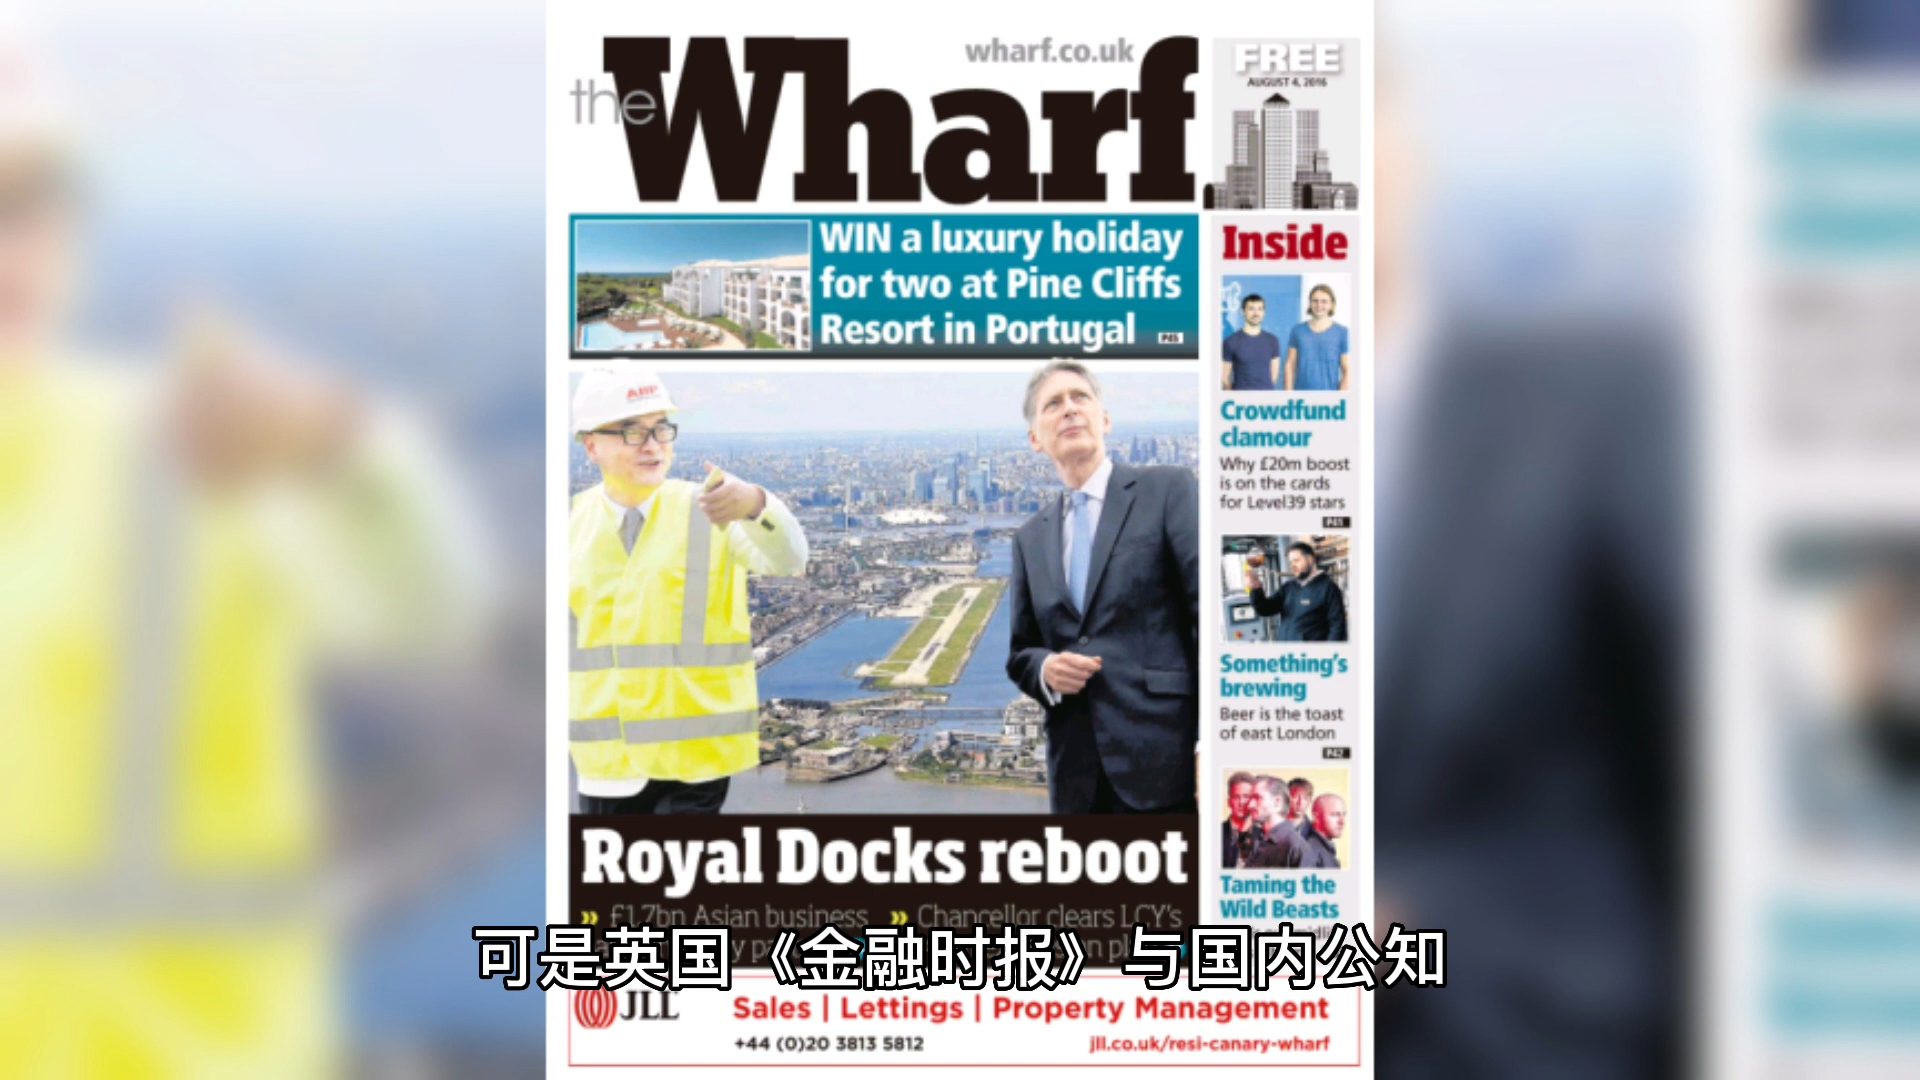 wharf.co.uk
the Wharf
FREE
AUGUST 4, 2016
WIN a luxury holiday
for two at Pine Cliffs
Resort in Portugal P45
Inside
ABP
Crowdfund
clamour
Why £20m boost
is on the cards
for Level39 stars
P41
Something's
brewing
Beer is the toast
of east London
P42
Taming the
Wild Beasts
Royal Docks reboot
» £1.7bn Asian business
» Chancellor clears LCY's
可是英国《金融时报》与国内公知
JLL
Sales | Lettings | Property Management
+44 (0)20 3813 5812
jll.co.uk/resi-canary-wharf